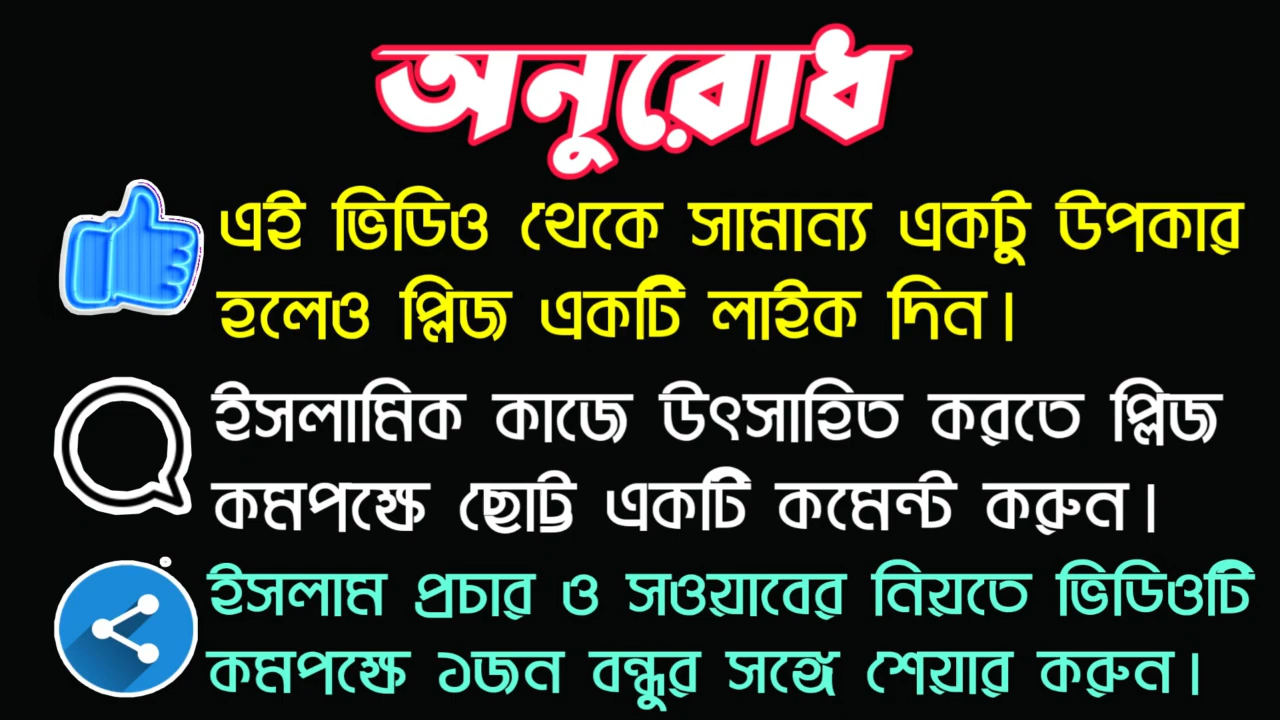 অনুরোধ
এই ভিডিও থেকে সামান্য একটু উপকার
হলেও প্লিজ একটি লাইক দিন।
ইসলামিক কাজে উৎসাহিত করতে প্লিজ
কমপক্ষে ছোট্ট একটি কমেন্ট করুন।
ইসলাম প্রচার ও সওয়াবের নিয়তে ভিডিওটি
কমপক্ষে ১জন বন্ধুর সঙ্গে শেয়ার করুন।